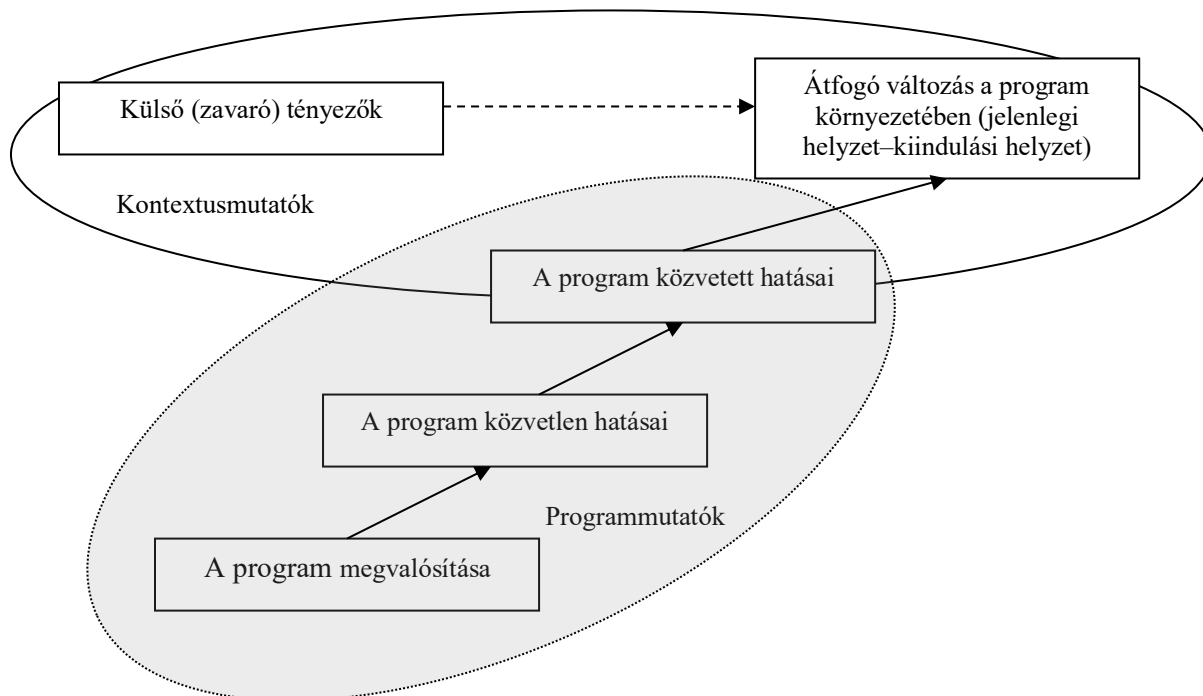 Külső (zavaró) tényezők
Átfogó változás a program
környezetében (jelenlegi
helyzet–kiindulási helyzet)
Kontextusmutatók
A program közvetett hatásai
A program közvetlen hatásai
Programmutatók
A program megvalósítása